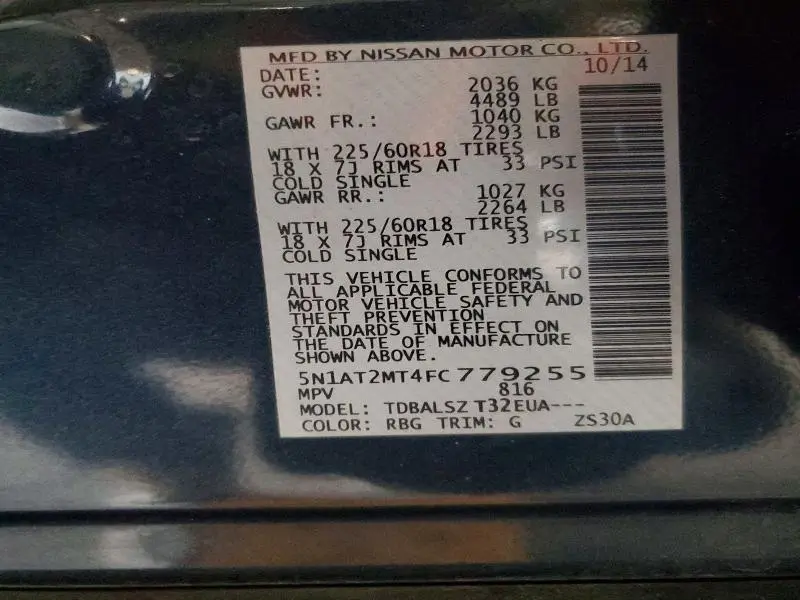 MFD BY NISSAN MOTOR CO., LTD.
DATE: 10/14
GVWR: 2036 KG
4489 LB
GAWR FR.: 1040 KG
2293 LB
WITH 225/60R18 TIRES
18 X 7J RIMS AT 33 PSI
COLD SINGLE
GAWR RR.: 1027 KG
2264 LB
WITH 225/60R18 TIRES
18 X 7J RIMS AT 33 PSI
COLD SINGLE
THIS VEHICLE CONFORMS TO
ALL APPLICABLE FEDERAL
MOTOR VEHICLE SAFETY AND
THEFT PREVENTION
STANDARDS IN EFFECT ON
THE DATE OF MANUFACTURE
SHOWN ABOVE.
5N1AT2MT4FC779255
MPV 816
MODEL: TDBALSZ T32EUA---
COLOR: RBG TRIM: G ZS30A